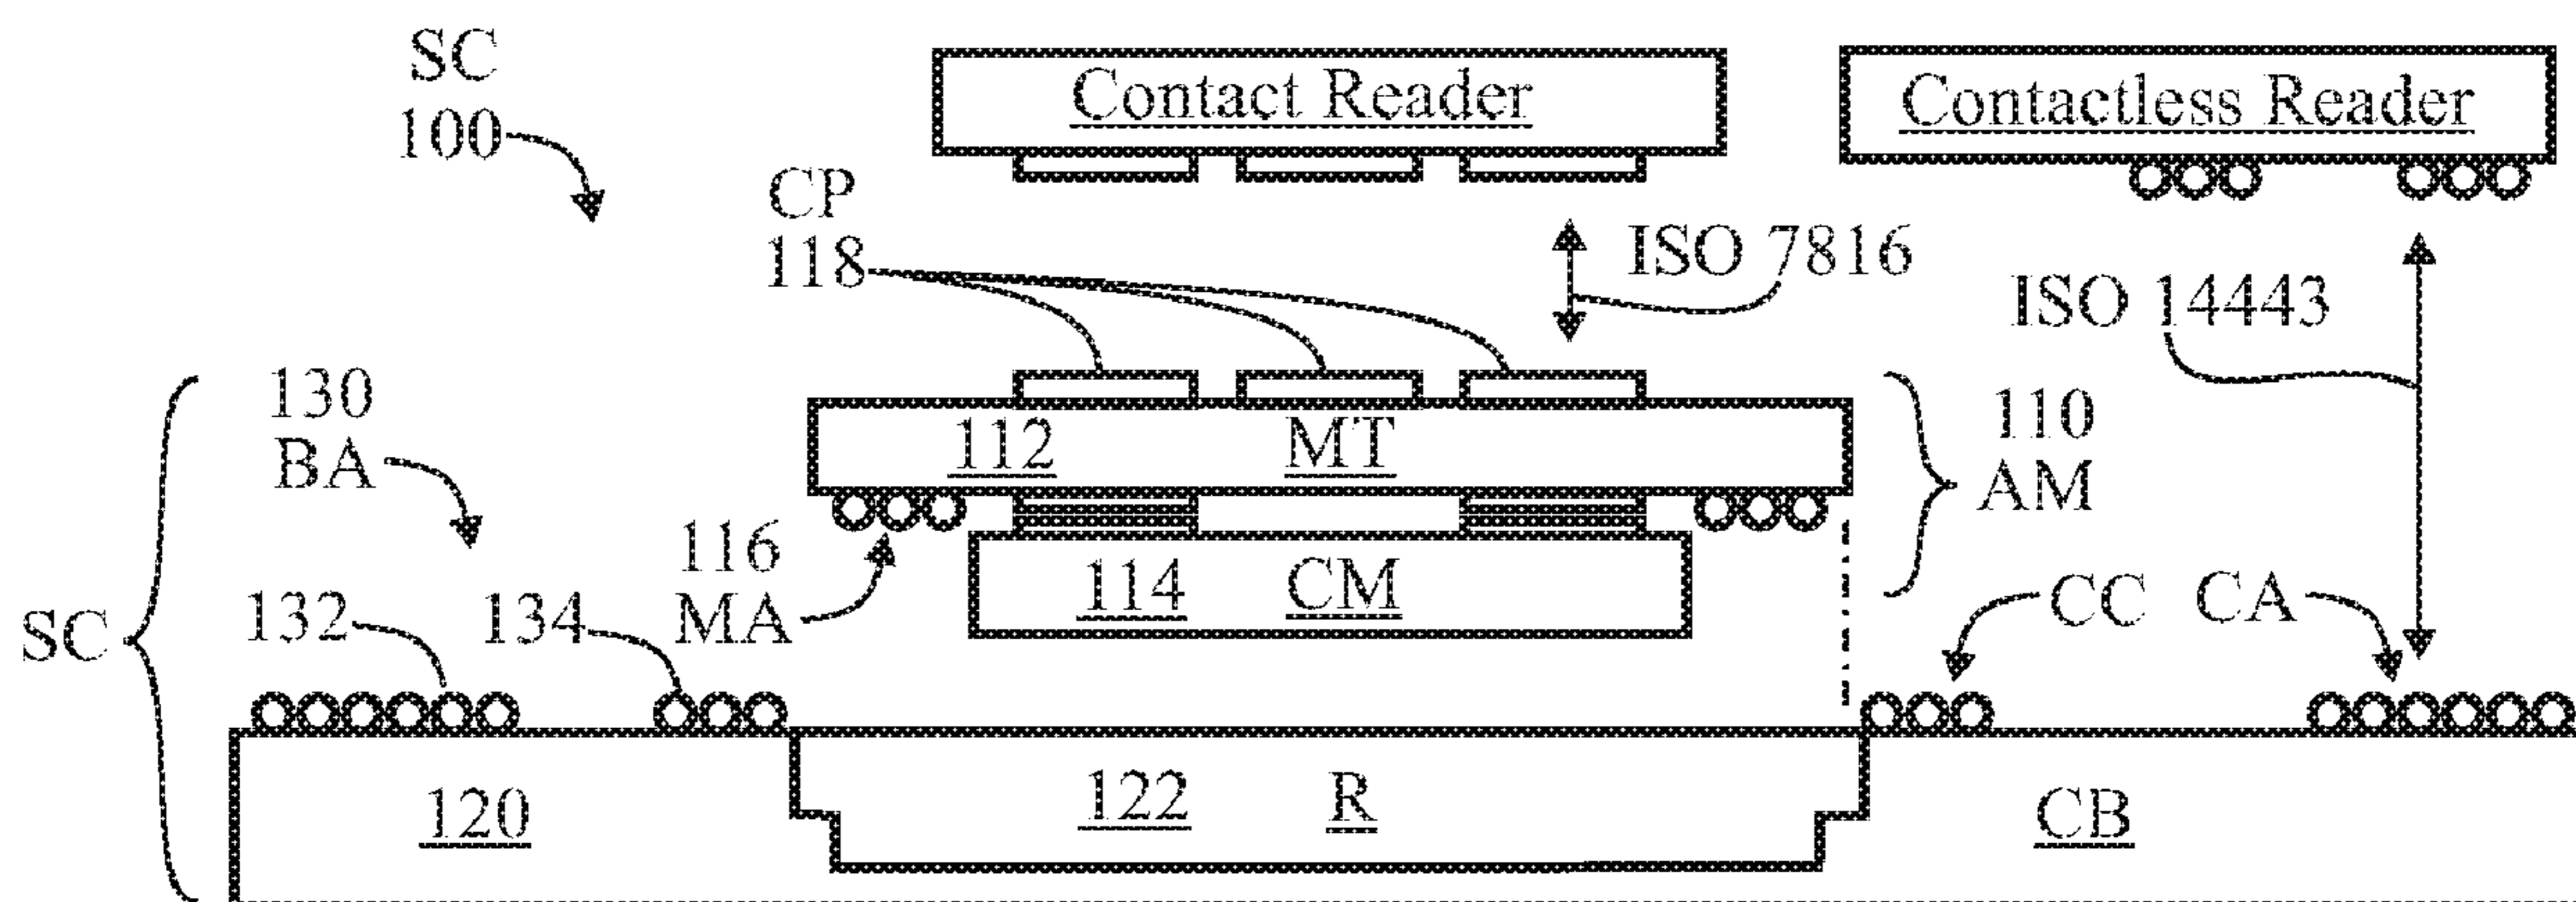 SC
100
Contact Reader
Contactless Reader
CP
118
ISO 7816
ISO 14443
130
BA
112 MT
110
AM
116
MA
114 CM
132
134
CC CA
SC
120
122 R
CB